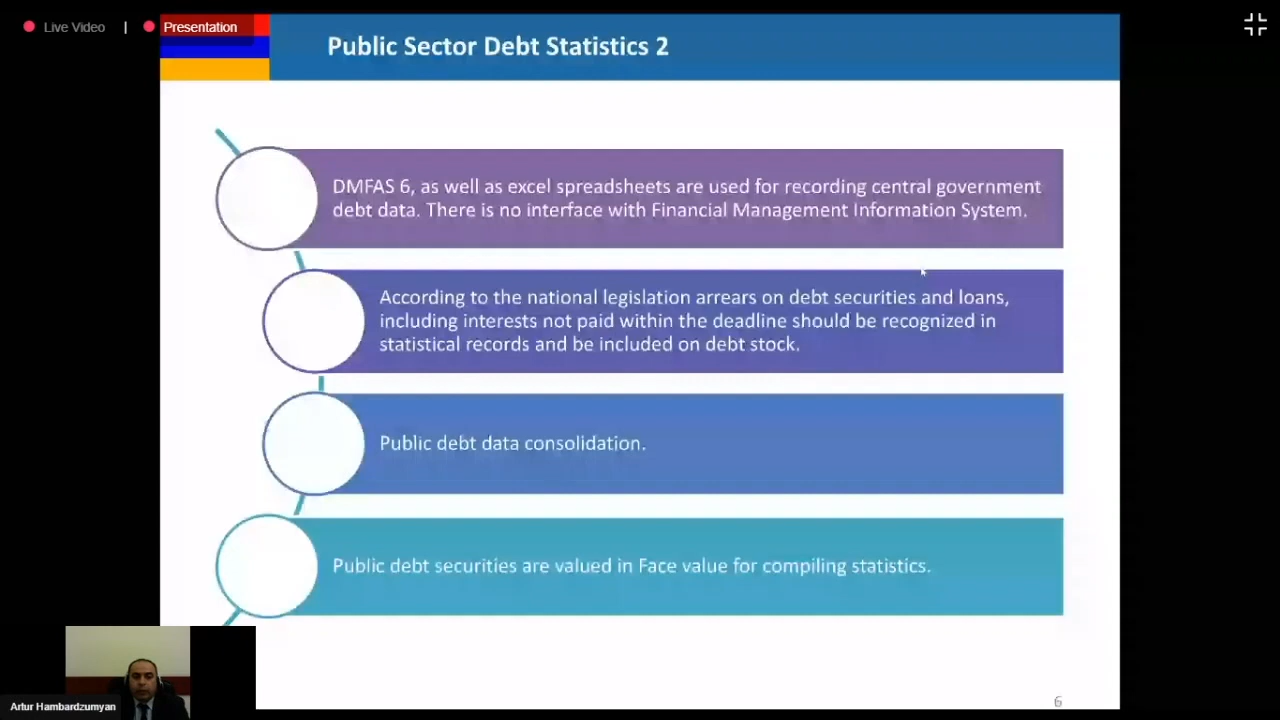 Live Video | Presentation
Public Sector Debt Statistics 2
DMFAS 6, as well as excel spreadsheets are used for recording central government
debt data. There is no interface with Financial Management Information System.
According to the national legislation arrears on debt securities and loans,
including interests not paid within the deadline should be recognized in
statistical records and be included on debt stock.
Public debt data consolidation.
Public debt securities are valued in Face value for compiling statistics.
Artur Hambardzumyan
6